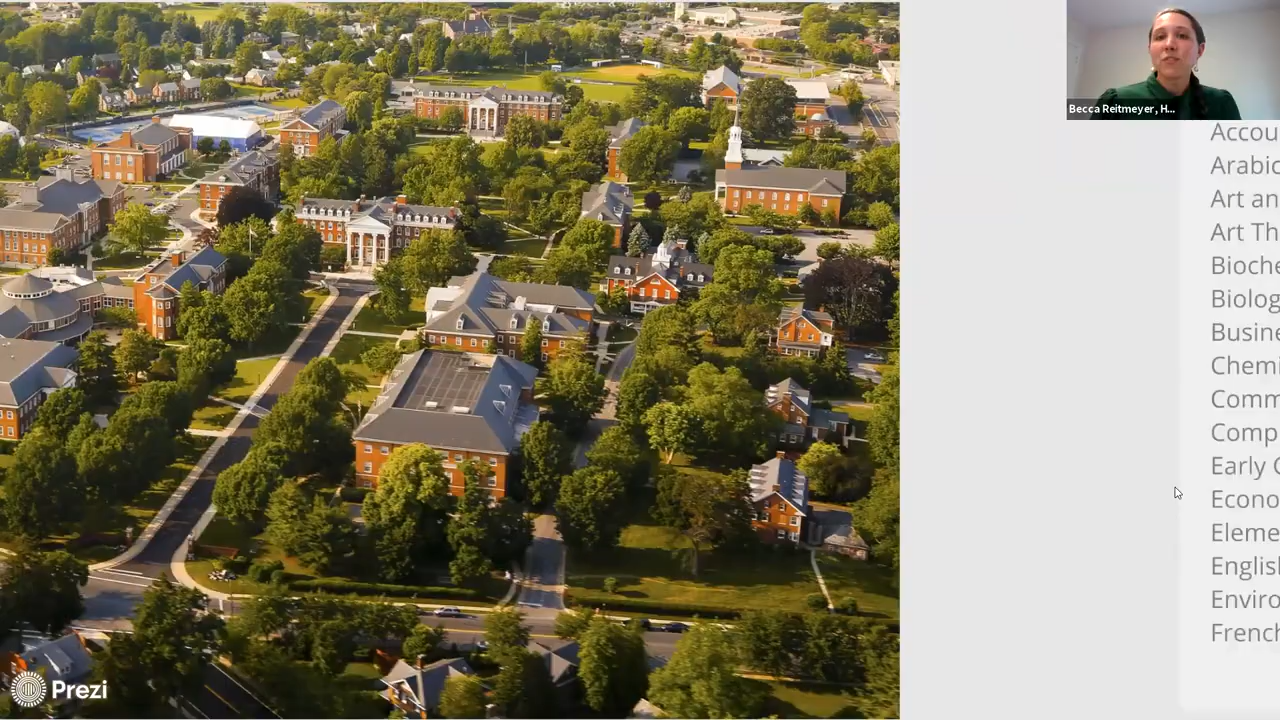 Becca Reitmeyer, H...
Accou
Arabic
Art an
Art Th
Bioche
Biolog
Busine
Chemi
Comm
Comp
Early C
Econo
Eleme
English
Enviro
French
Prezi